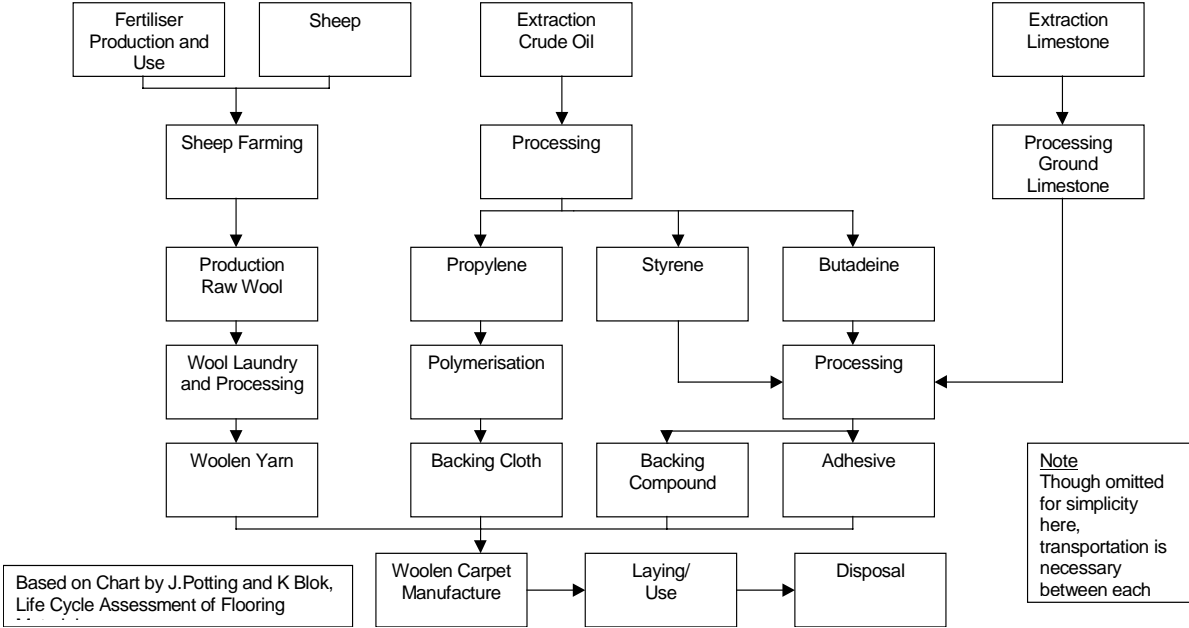 Fertiliser
Production and
Use
Sheep
Extraction
Crude Oil
Extraction
Limestone
Sheep Farming
Processing
Processing
Ground
Limestone
Production
Raw Wool
Propylene
Styrene
Butadeine
Wool Laundry
and Processing
Polymerisation
Processing
Woolen Yarn
Backing Cloth
Backing
Compound
Adhesive
Note
Though omitted
for simplicity
here,
transportation is
necessary
between each
Based on Chart by J.Potting and K Blok,
Life Cycle Assessment of Flooring
Woolen Carpet
Manufacture
Laying/
Use
Disposal